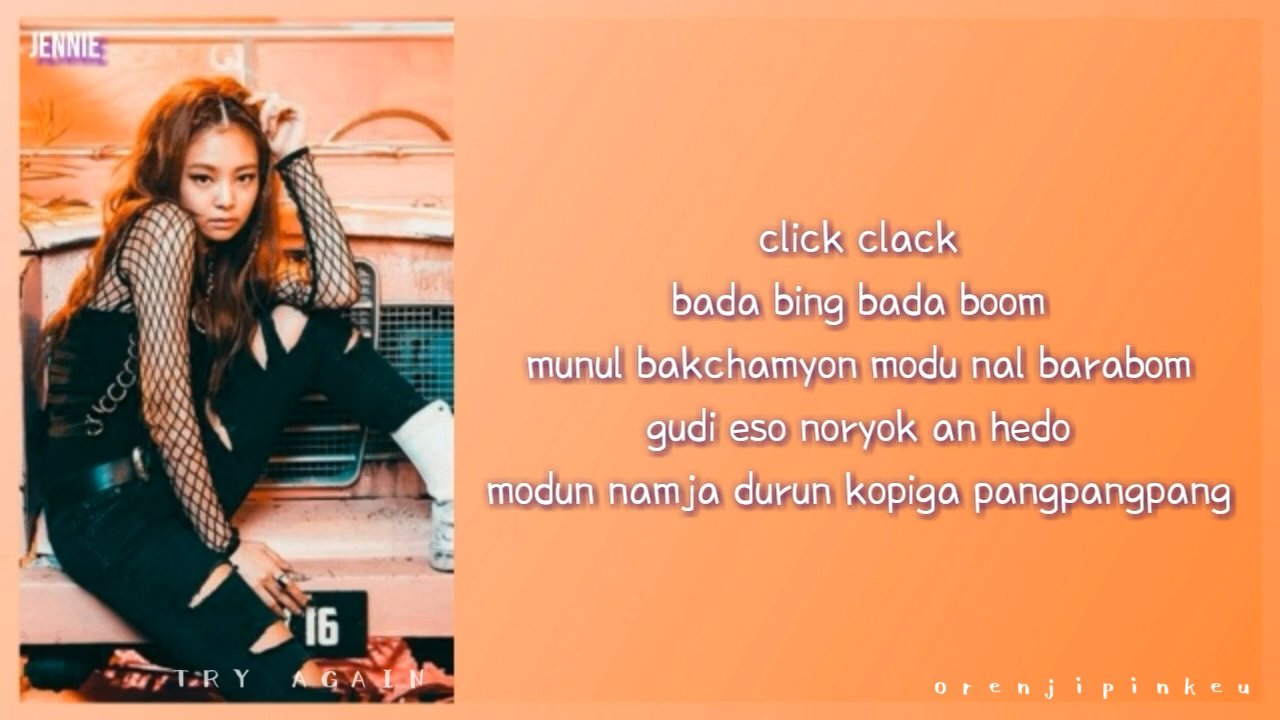 JENNIE
click clack
bada bing bada boom
munul bakchamyon modu nal barabom
gudi eso noryok an hedo
modun namja durun kopiga pangpangpang
16
TRY AGAIN
orenjipinkeu